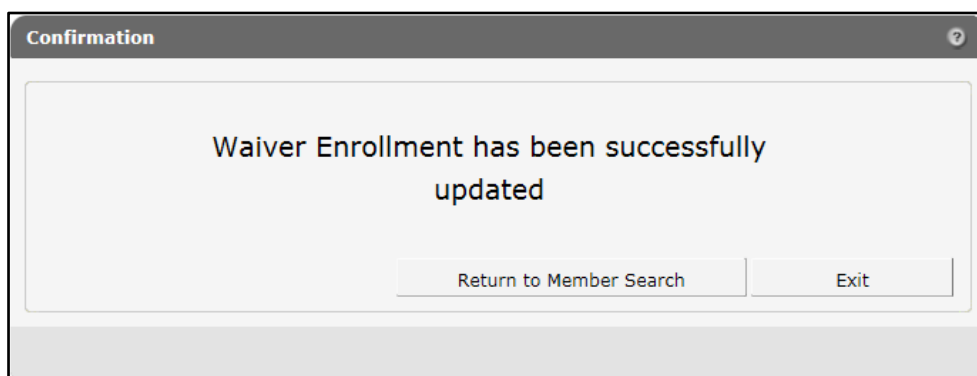 Confirmation
?
Waiver Enrollment has been successfully
updated
Return to Member Search
Exit